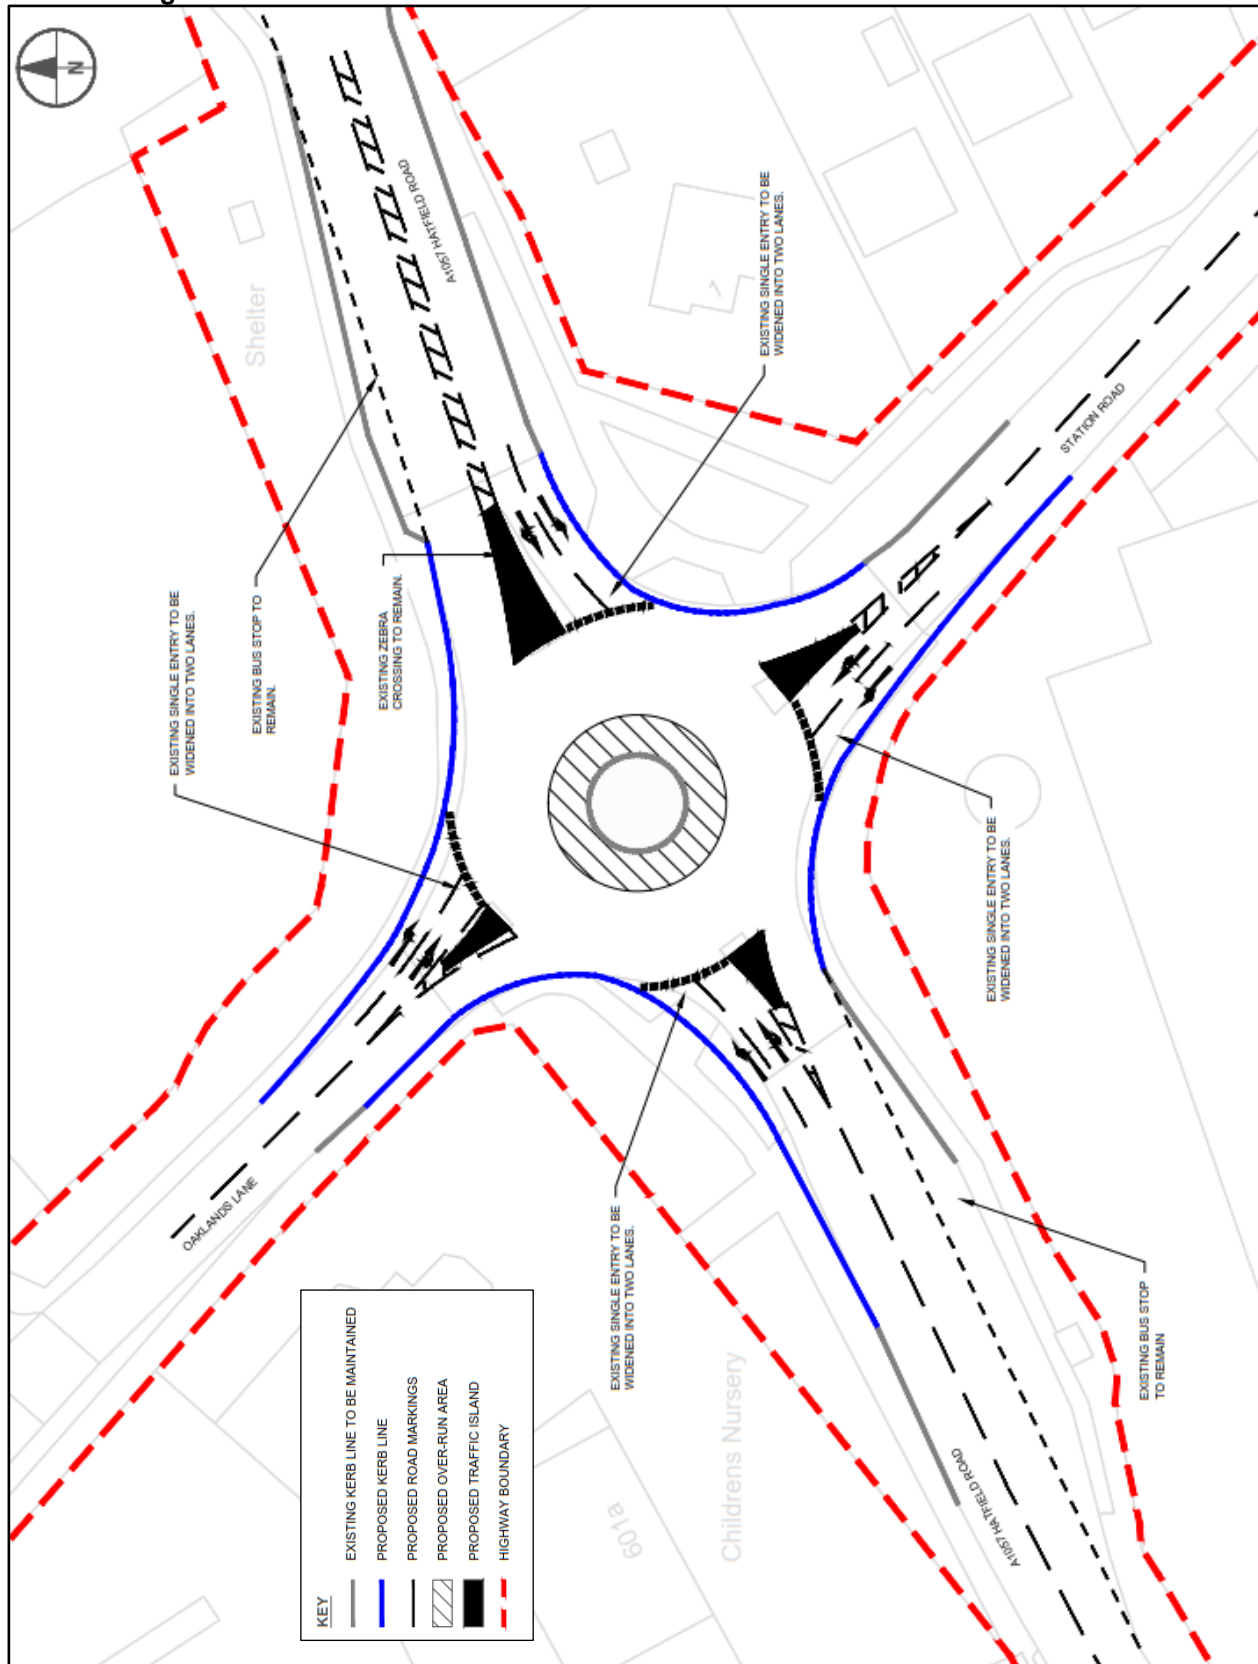 N
Shelter
A1057 HATFIELD ROAD
EXISTING SINGLE ENTRY TO BE
WIDENED INTO TWO LANES.
STATION ROAD
EXISTING BUS STOP TO
REMAIN.
EXISTING ZEBRA
CROSSING TO REMAIN.
EXISTING SINGLE ENTRY TO BE
WIDENED INTO TWO LANES.
EXISTING SINGLE ENTRY TO BE
WIDENED INTO TWO LANES.
OAKLANDS LANE
EXISTING SINGLE ENTRY TO BE
WIDENED INTO TWO LANES.
EXISTING BUS STOP
TO REMAIN
A1057 HATFIELD ROAD
Childrens Nursery
601a
KEY
EXISTING KERB LINE TO BE MAINTAINED
PROPOSED KERB LINE
PROPOSED ROAD MARKINGS
PROPOSED OVER-RUN AREA
PROPOSED TRAFFIC ISLAND
HIGHWAY BOUNDARY